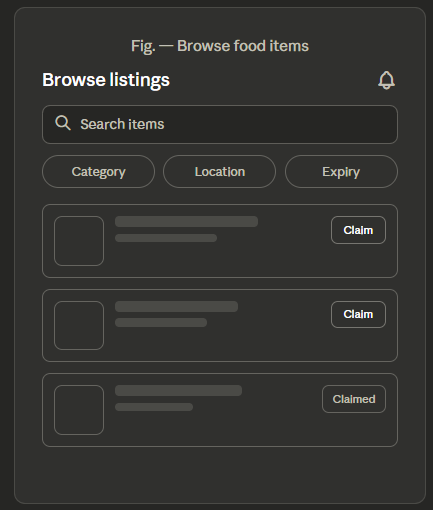 Fig. — Browse food items
Browse listings
Search items
Category Location Expiry
Claim
Claim
Claimed